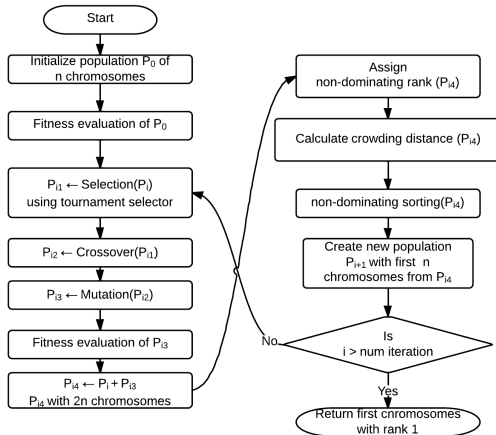 Start
Initialize population P₀ of
n chromosomes
Fitness evaluation of P₀
Pᵢ₁ ← Selection(Pᵢ)
using tournament selector
Pᵢ₂ ← Crossover(Pᵢ₁)
Pᵢ₃ ← Mutation(Pᵢ₂)
Fitness evaluation of Pᵢ₃
Pᵢ₄ ← Pᵢ + Pᵢ₃
Pᵢ₄ with 2n chromosomes
Assign
non-dominating rank (Pᵢ₄)
Calculate crowding distance (Pᵢ₄)
non-dominating sorting(Pᵢ₄)
Create new population
Pᵢ₊₁ with first n
chromosomes from Pᵢ₄
Is
i > num iteration
No
Yes
Return first chromosomes
with rank 1